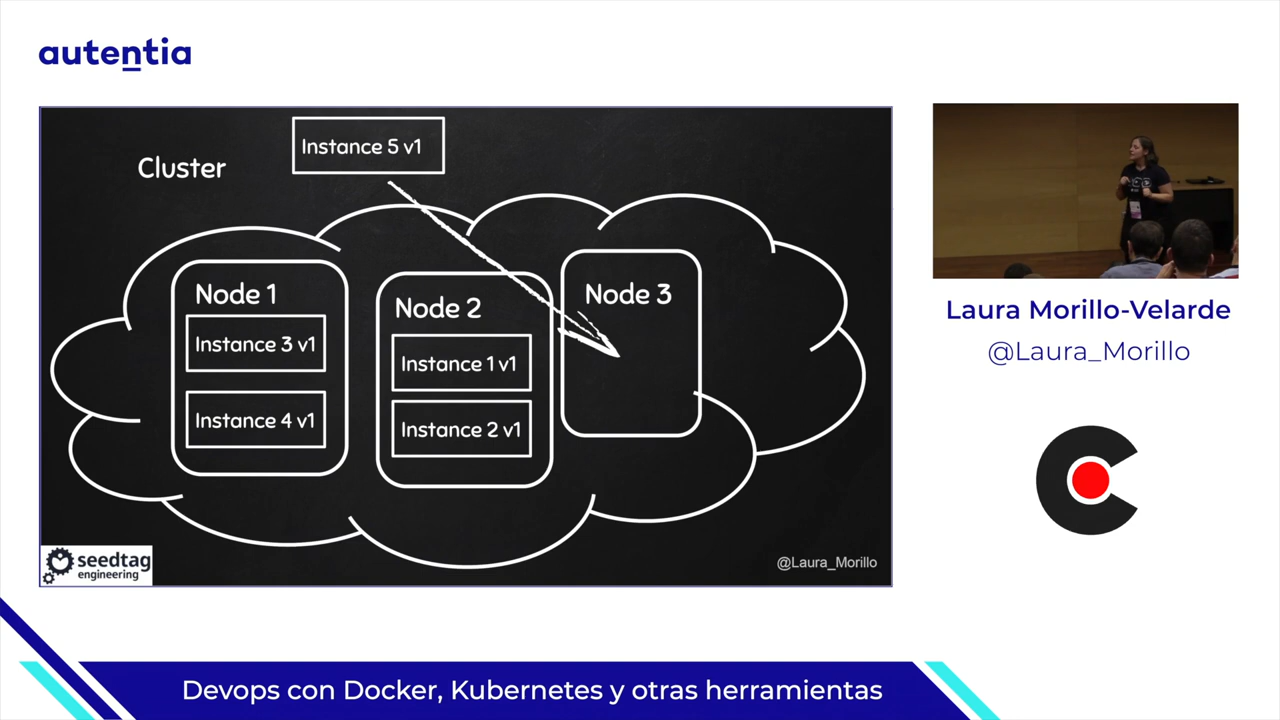 autentia
Instance 5 v1
Cluster
Node 1
Instance 3 v1
Instance 4 v1
Node 2
Instance 1 v1
Instance 2 v1
Node 3
seedtag
engineering
@Laura_Morillo
Laura Morillo-Velarde
@Laura_Morillo
Devops con Docker, Kubernetes y otras herramientas